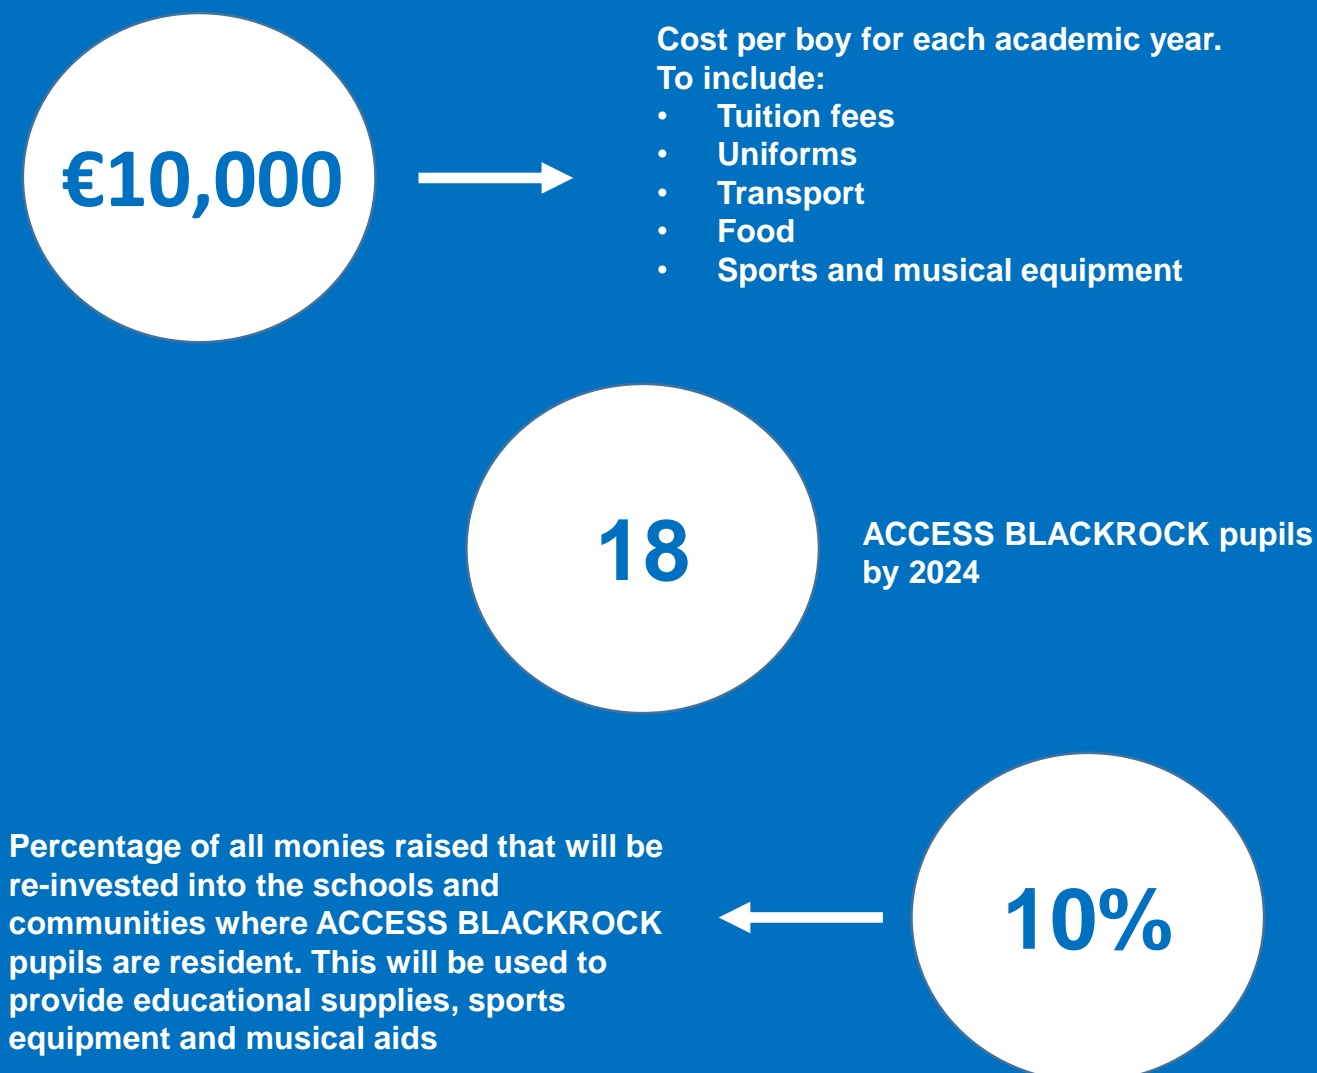 €10,000
Cost per boy for each academic year.
To include:
• Tuition fees
• Uniforms
• Transport
• Food
• Sports and musical equipment
18
ACCESS BLACKROCK pupils
by 2024
Percentage of all monies raised that will be
re-invested into the schools and
communities where ACCESS BLACKROCK
pupils are resident. This will be used to
provide educational supplies, sports
equipment and musical aids
10%